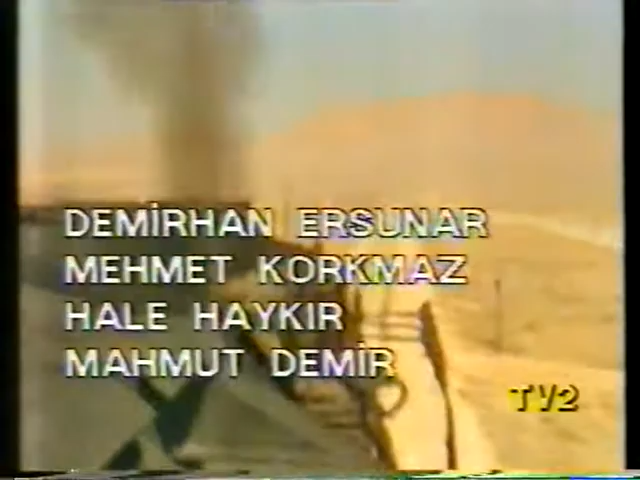 DEMİRHAN ERSUNAR
MEHMET KORKMAZ
HALE HAYKIR
MAHMUT DEMİR
TV2